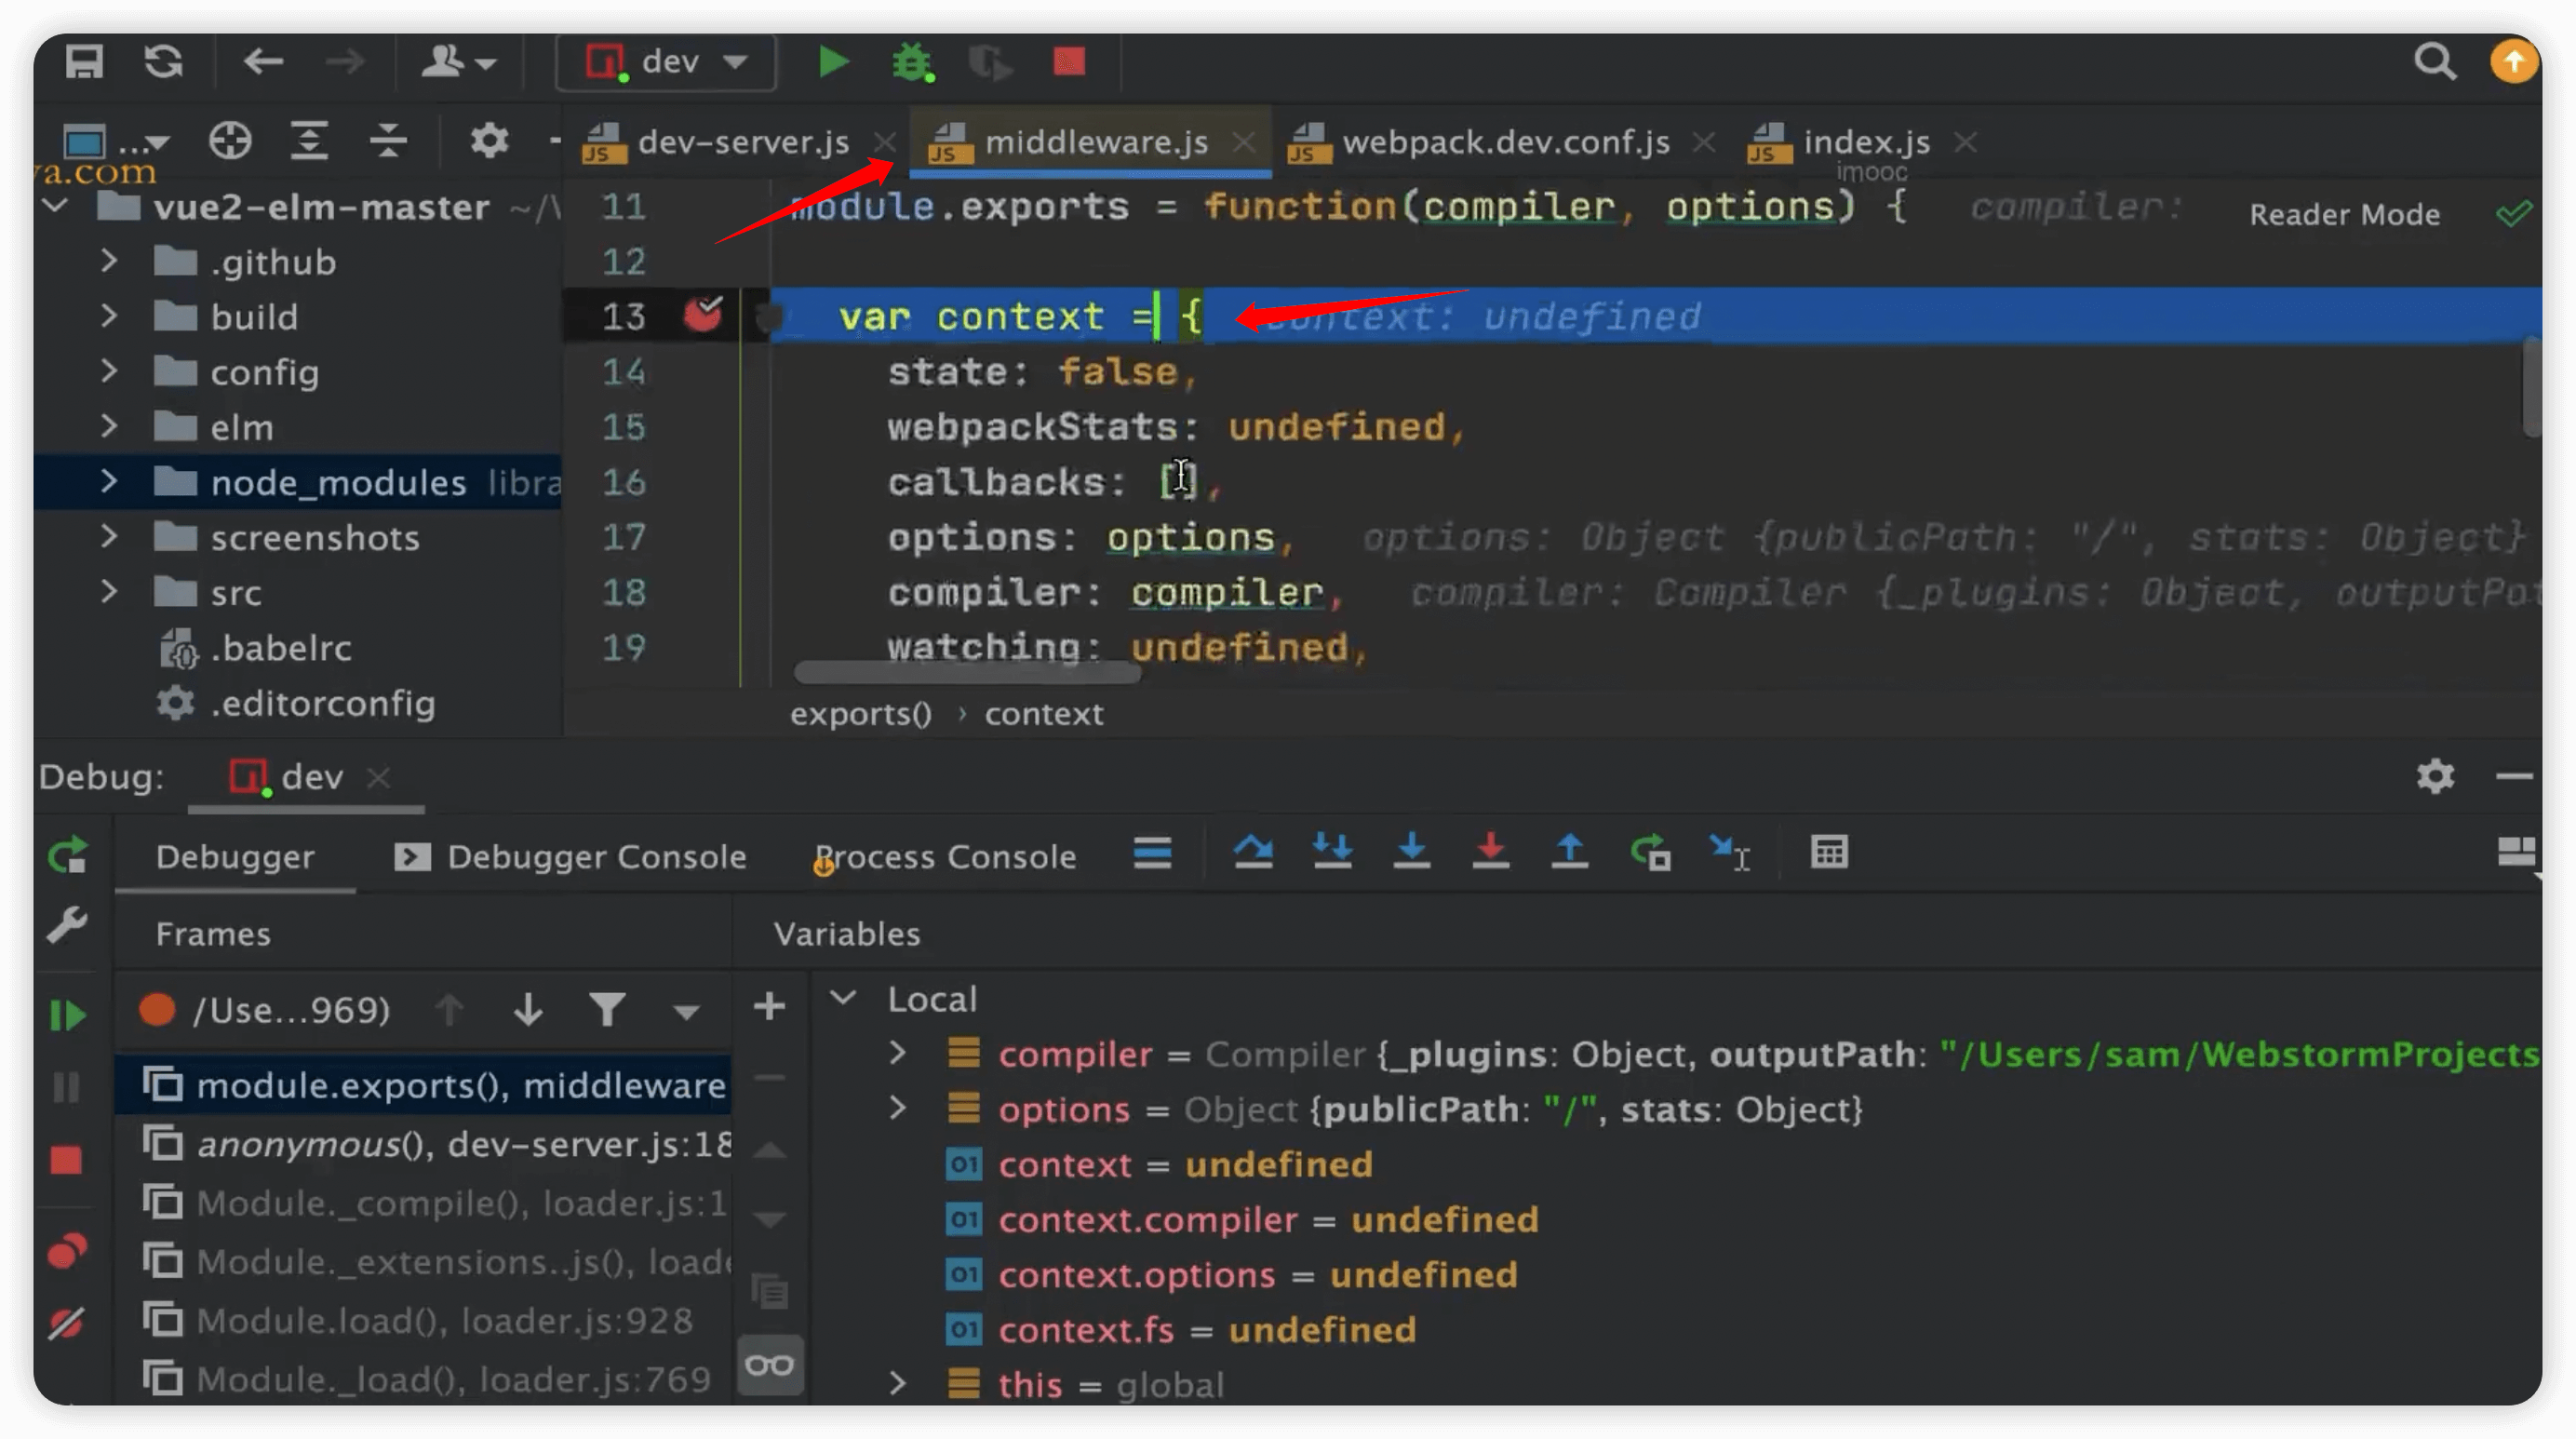 dev
dev-server.js
middleware.js
webpack.dev.conf.js
index.js
va.com
imooc
vue2-elm-master ~/
.github
build
config
elm
node_modules libra
screenshots
src
.babelrc
.editorconfig
11 module.exports = function(compiler, options) { compiler:
Reader Mode
12
13 var context = { context: undefined
14 state: false,
15 webpackStats: undefined,
16 callbacks: [],
17 options: options, options: Object {publicPath: "/", stats: Object}
18 compiler: compiler, compiler: Compiler {_plugins: Object, outputPat
19 watching: undefined,
exports() › context
Debug: dev
Debugger
Debugger Console
Process Console
Frames
Variables
/Use...969)
module.exports(), middleware
anonymous(), dev-server.js:18
Module._compile(), loader.js:1
Module._extensions..js(), loade
Module.load(), loader.js:928
Module._load(), loader.js:769
Local
compiler = Compiler {_plugins: Object, outputPath: "/Users/sam/WebstormProjects
options = Object {publicPath: "/", stats: Object}
context = undefined
context.compiler = undefined
context.options = undefined
context.fs = undefined
this = global